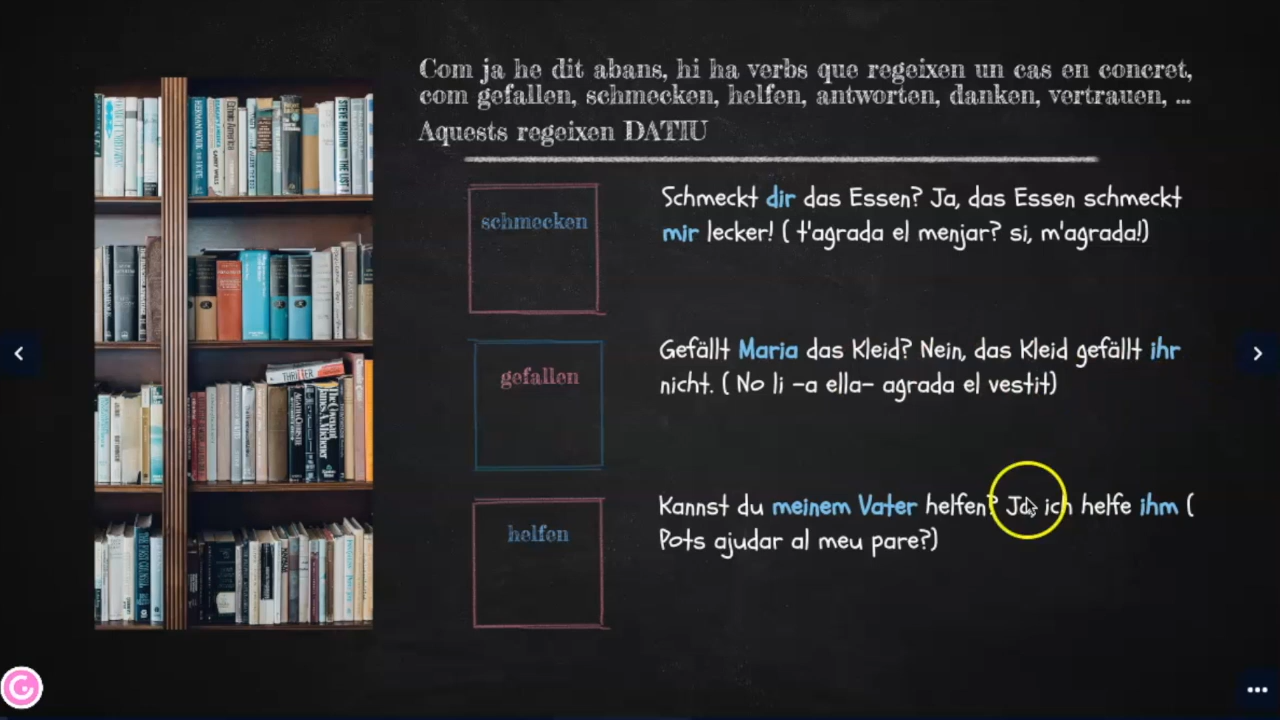 Com ja he dit abans, hi ha verbs que regeixen un cas en concret,
com gefallen, schmecken, helfen, antworten, danken, vertrauen, ...
Aquests regeixen DATIU
schmecken
Schmeckt dir das Essen? Ja, das Essen schmeckt
mir lecker! ( t'agrada el menjar? si, m'agrada!)
gefallen
Gefällt Maria das Kleid? Nein, das Kleid gefällt ihr
nicht. ( No li -a ella- agrada el vestit)
helfen
Kannst du meinem Vater helfen? Ja, ich helfe ihm (
Pots ajudar al meu pare?)
THRILLER